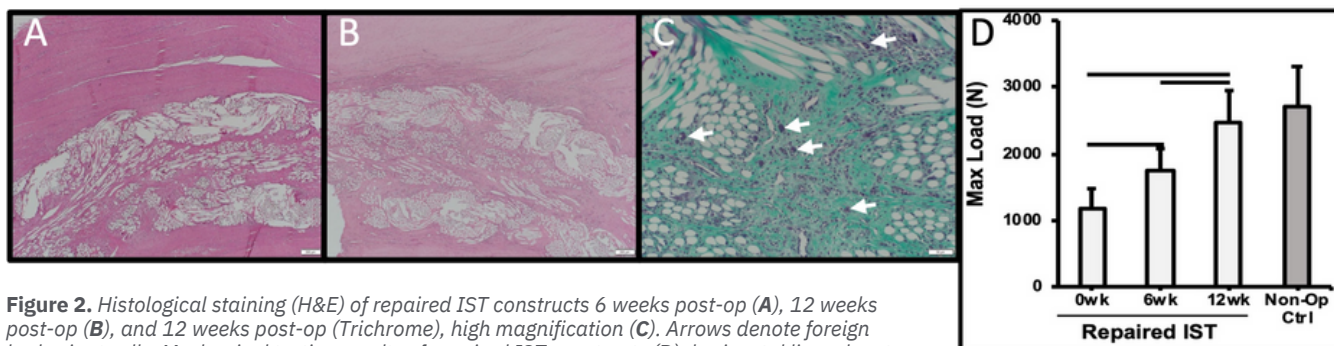 A
B
C
D
4000
3000
2000
1000
0
Max Load (N)
0wk
6wk
12wk
Non-Op
Ctrl
Repaired IST
Figure 2. Histological staining (H&E) of repaired IST constructs 6 weeks post-op (A), 12 weeks
post-op (B), and 12 weeks post-op (Trichrome), high magnification (C). Arrows denote foreign